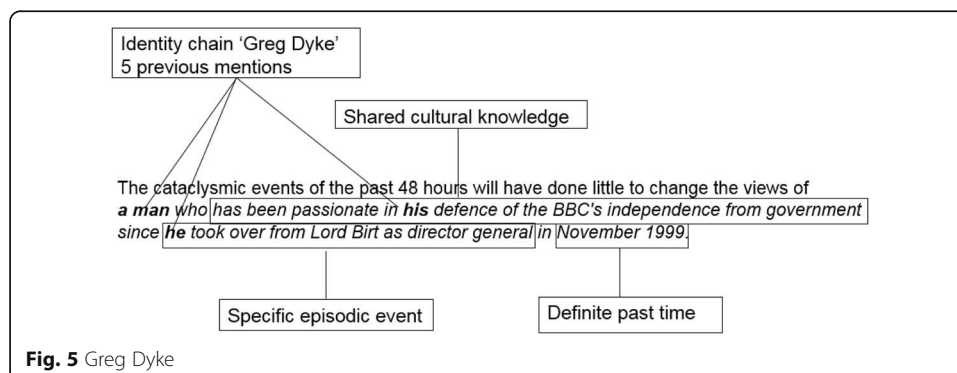 Identity chain ‘Greg Dyke’
5 previous mentions
Shared cultural knowledge
The cataclysmic events of the past 48 hours will have done little to change the views of
a man who has been passionate in his defence of the BBC's independence from government
since he took over from Lord Birt as director general in November 1999.
Specific episodic event
Definite past time
Fig. 5 Greg Dyke